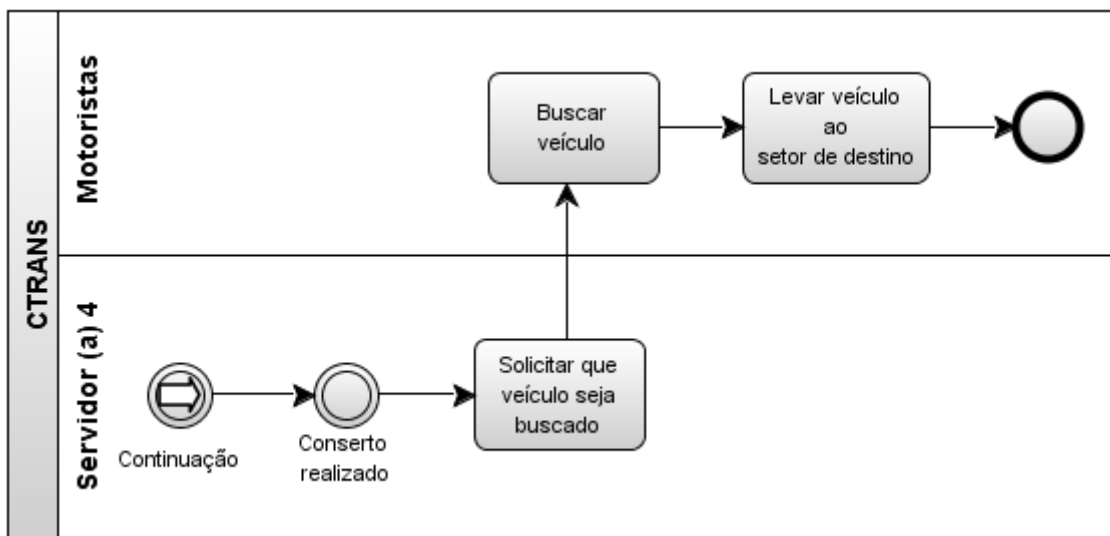 CTRANS
Motoristas
Buscar
veículo
Levar veículo
ao
setor de destino
Servidor (a) 4
Continuação
Conserto
realizado
Solicitar que
veículo seja
buscado